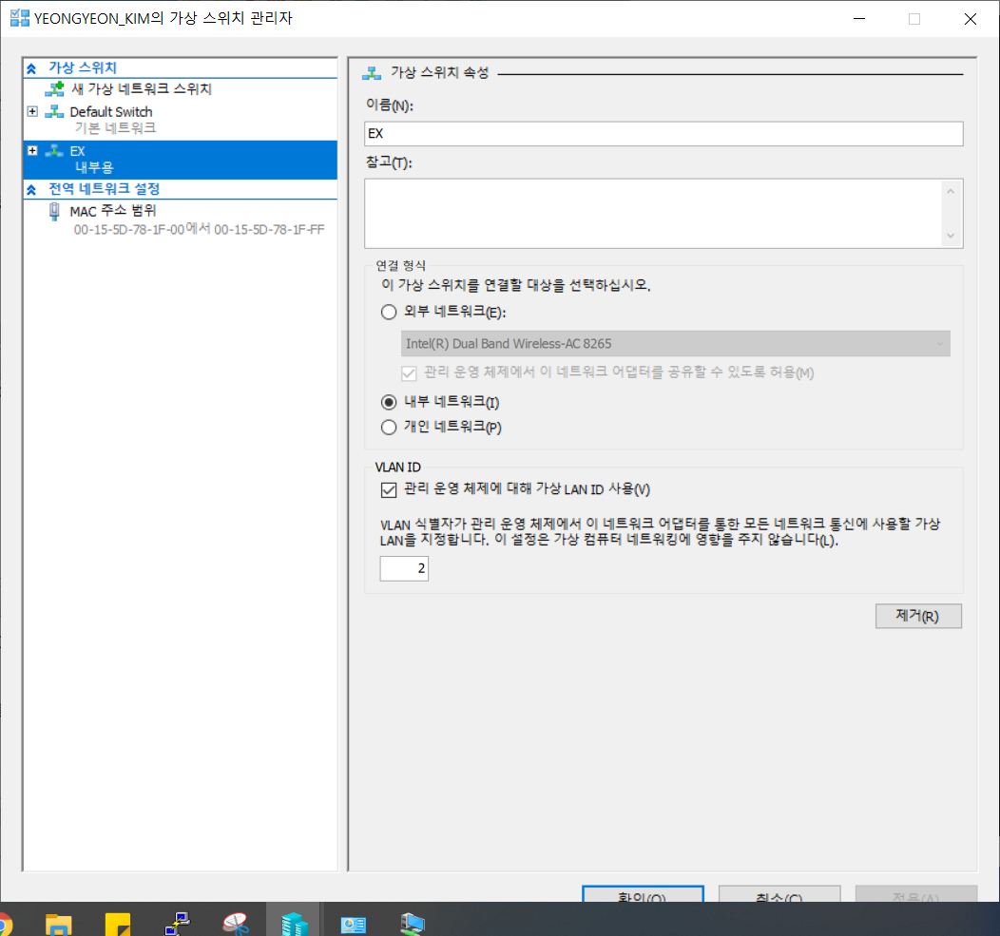 YEONGYEON_KIM의 가상 스위치 관리자
가상 스위치
새 가상 네트워크 스위치
Default Switch
기본 네트워크
EX
내부용
전역 네트워크 설정
MAC 주소 범위
00-15-5D-78-1F-00에서 00-15-5D-78-1F-FF
가상 스위치 속성
이름(N):
EX
참고(T):
연결 형식
이 가상 스위치를 연결할 대상을 선택하십시오.
외부 네트워크(E):
Intel(R) Dual Band Wireless-AC 8265
관리 운영 체제에서 이 네트워크 어댑터를 공유할 수 있도록 허용(M)
내부 네트워크(I)
개인 네트워크(P)
VLAN ID
관리 운영 체제에 대해 가상 LAN ID 사용(V)
VLAN 식별자가 관리 운영 체제에서 이 네트워크 어댑터를 통한 모든 네트워크 통신에 사용할 가상
LAN을 지정합니다. 이 설정은 가상 컴퓨터 네트워킹에 영향을 주지 않습니다(L).
2
제거(R)
확인(O) 취소(C) 적용(A)